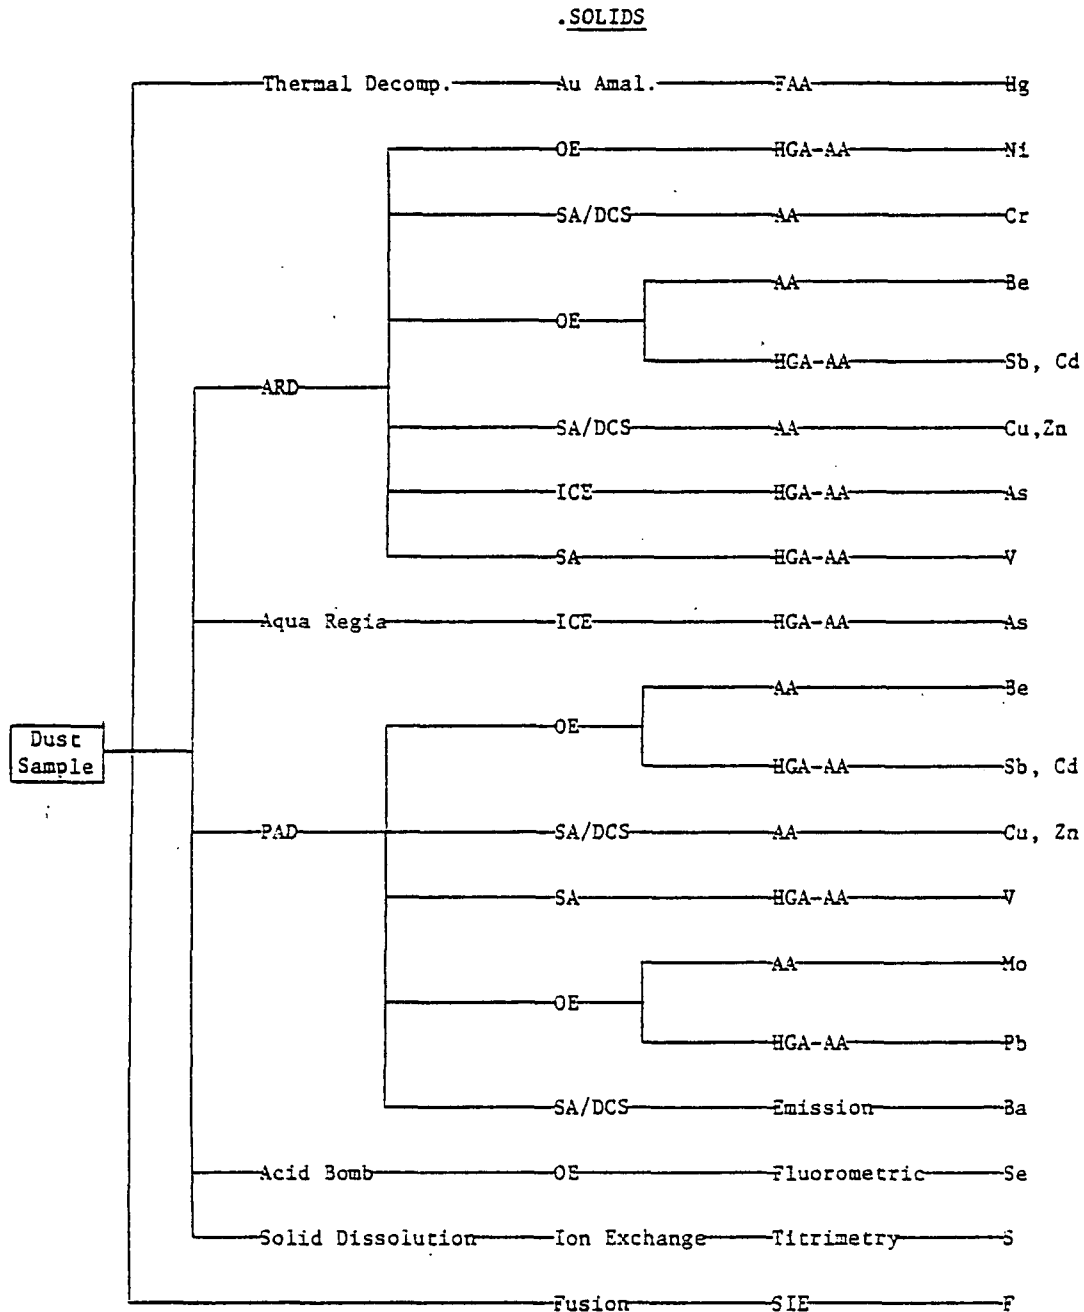 .SOLIDS
Thermal Decomp. Au Amal. FAA Hg
OE HGA-AA Ni
SA/DCS AA Cr
AA Be
OE
HGA-AA Sb, Cd
ARD
SA/DCS AA Cu,Zn
ICE HGA-AA As
SA HGA-AA V
Aqua Regia ICE HGA-AA As
AA Be
OE
Dust
Sample
HGA-AA Sb, Cd
PAD SA/DCS AA Cu, Zn
SA HGA-AA V
AA Mo
OE
HGA-AA Pb
SA/DCS Emission Ba
Acid Bomb OE Fluorometric Se
Solid Dissolution Ion Exchange Titrimetry S
Fusion SIE F